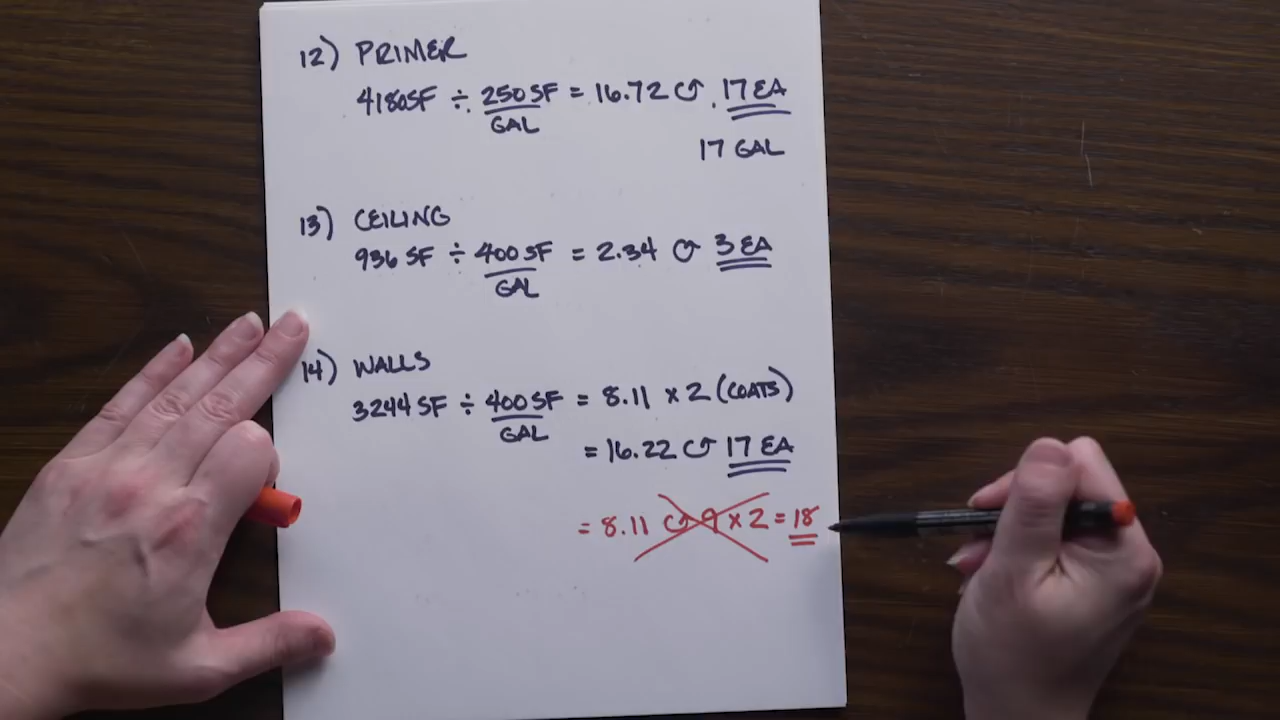 12) PRIMER
4180SF ÷ 250SF/GAL = 16.72 ↺ 17 EA
17 GAL
13) CEILING
936 SF ÷ 400 SF/GAL = 2.34 ↺ 3 EA
14) WALLS
3244 SF ÷ 400 SF/GAL = 8.11 x 2 (COATS)
= 16.22 ↺ 17 EA
= 8.11 ↺ 9 x 2 = 18